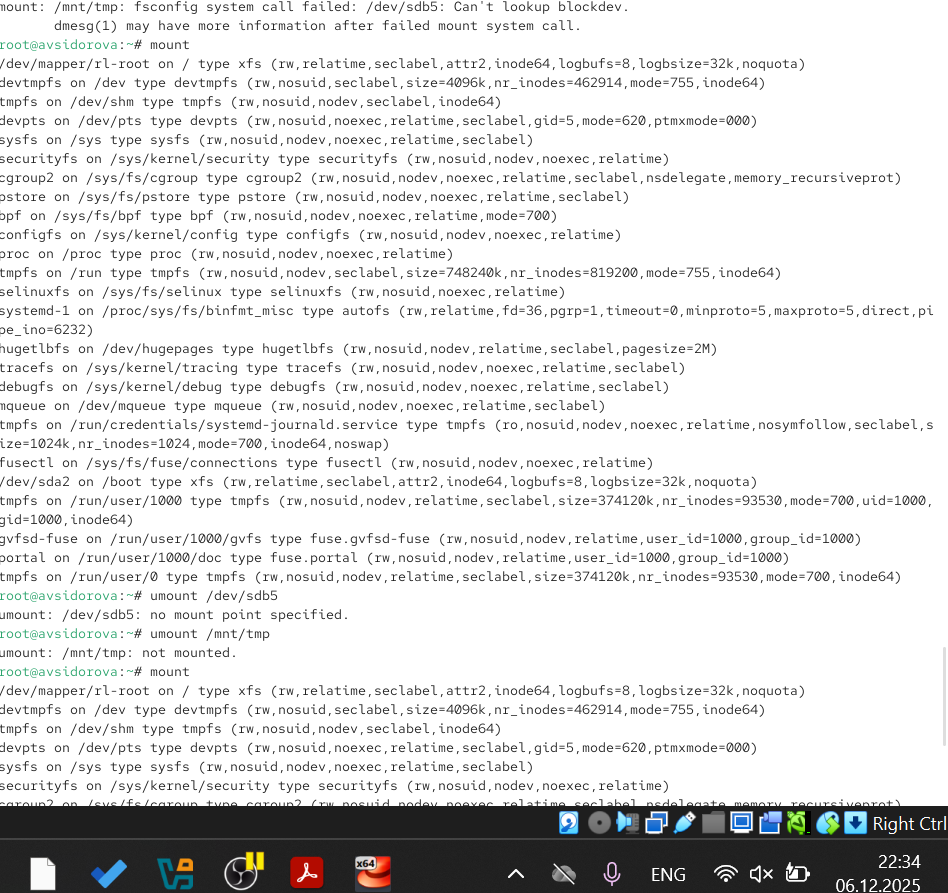 mount: /mnt/tmp: fsconfig system call failed: /dev/sdb5: Can't lookup blockdev.
dmesg(1) may have more information after failed mount system call.
root@avsidorova:~# mount
/dev/mapper/rl-root on / type xfs (rw,relatime,seclabel,attr2,inode64,logbufs=8,logbsize=32k,noquota)
devtmpfs on /dev type devtmpfs (rw,nosuid,seclabel,size=4096k,nr_inodes=462914,mode=755,inode64)
tmpfs on /dev/shm type tmpfs (rw,nosuid,nodev,seclabel,inode64)
devpts on /dev/pts type devpts (rw,nosuid,noexec,relatime,seclabel,gid=5,mode=620,ptmxmode=000)
sysfs on /sys type sysfs (rw,nosuid,nodev,noexec,relatime,seclabel)
securityfs on /sys/kernel/security type securityfs (rw,nosuid,nodev,noexec,relatime)
cgroup2 on /sys/fs/cgroup type cgroup2 (rw,nosuid,nodev,noexec,relatime,seclabel,nsdelegate,memory_recursiveprot)
pstore on /sys/fs/pstore type pstore (rw,nosuid,nodev,noexec,relatime,seclabel)
bpf on /sys/fs/bpf type bpf (rw,nosuid,nodev,noexec,relatime,mode=700)
configfs on /sys/kernel/config type configfs (rw,nosuid,nodev,noexec,relatime)
proc on /proc type proc (rw,nosuid,nodev,noexec,relatime)
tmpfs on /run type tmpfs (rw,nosuid,nodev,seclabel,size=748240k,nr_inodes=819200,mode=755,inode64)
selinuxfs on /sys/fs/selinux type selinuxfs (rw,nosuid,noexec,relatime)
systemd-1 on /proc/sys/fs/binfmt_misc type autofs (rw,relatime,fd=36,pgrp=1,timeout=0,minproto=5,maxproto=5,direct,pi
pe_ino=6232)
hugetlbfs on /dev/hugepages type hugetlbfs (rw,nosuid,nodev,relatime,seclabel,pagesize=2M)
tracefs on /sys/kernel/tracing type tracefs (rw,nosuid,nodev,noexec,relatime,seclabel)
debugfs on /sys/kernel/debug type debugfs (rw,nosuid,nodev,noexec,relatime,seclabel)
mqueue on /dev/mqueue type mqueue (rw,nosuid,nodev,noexec,relatime,seclabel)
tmpfs on /run/credentials/systemd-journald.service type tmpfs (ro,nosuid,nodev,noexec,relatime,nosymfollow,seclabel,s
ize=1024k,nr_inodes=1024,mode=700,inode64,noswap)
fusectl on /sys/fs/fuse/connections type fusectl (rw,nosuid,nodev,noexec,relatime)
/dev/sda2 on /boot type xfs (rw,relatime,seclabel,attr2,inode64,logbufs=8,logbsize=32k,noquota)
tmpfs on /run/user/1000 type tmpfs (rw,nosuid,nodev,relatime,seclabel,size=374120k,nr_inodes=93530,mode=700,uid=1000,
gid=1000,inode64)
gvfsd-fuse on /run/user/1000/gvfs type fuse.gvfsd-fuse (rw,nosuid,nodev,relatime,user_id=1000,group_id=1000)
portal on /run/user/1000/doc type fuse.portal (rw,nosuid,nodev,relatime,user_id=1000,group_id=1000)
tmpfs on /run/user/0 type tmpfs (rw,nosuid,nodev,relatime,seclabel,size=374120k,nr_inodes=93530,mode=700,inode64)
root@avsidorova:~# umount /dev/sdb5
umount: /dev/sdb5: no mount point specified.
root@avsidorova:~# umount /mnt/tmp
umount: /mnt/tmp: not mounted.
root@avsidorova:~# mount
/dev/mapper/rl-root on / type xfs (rw,relatime,seclabel,attr2,inode64,logbufs=8,logbsize=32k,noquota)
devtmpfs on /dev type devtmpfs (rw,nosuid,seclabel,size=4096k,nr_inodes=462914,mode=755,inode64)
tmpfs on /dev/shm type tmpfs (rw,nosuid,nodev,seclabel,inode64)
devpts on /dev/pts type devpts (rw,nosuid,noexec,relatime,seclabel,gid=5,mode=620,ptmxmode=000)
sysfs on /sys type sysfs (rw,nosuid,nodev,noexec,relatime,seclabel)
securityfs on /sys/kernel/security type securityfs (rw,nosuid,nodev,noexec,relatime)
cgroup2 on /sys/fs/cgroup type cgroup2 (rw,nosuid,nodev,noexec,relatime,seclabel,nsdelegate,memory_recursiveprot)
Right Ctrl
x64
ENG
22:34
06.12.2025